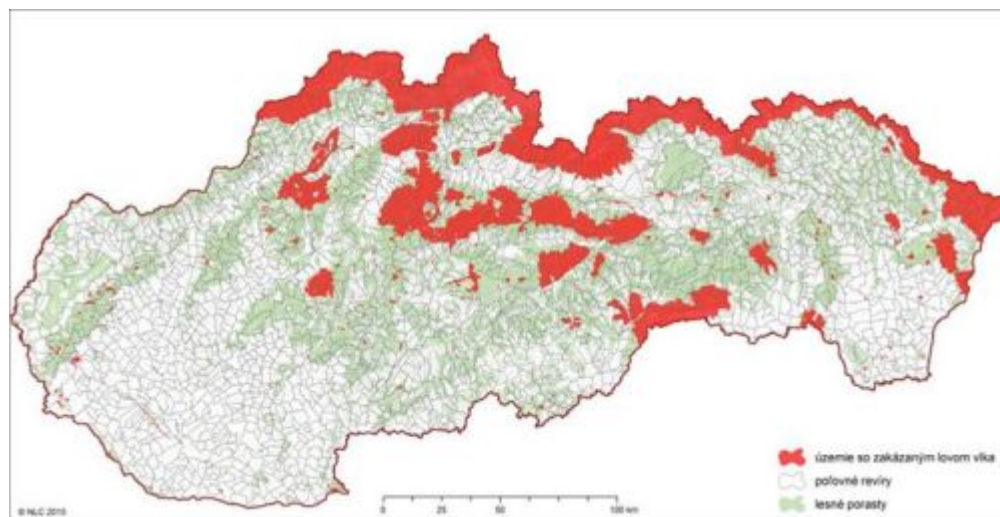 územie so zakázaným lovom vlka
poľovné revíry
lesné porasty
0 25 50 100 km
© NLC 2015